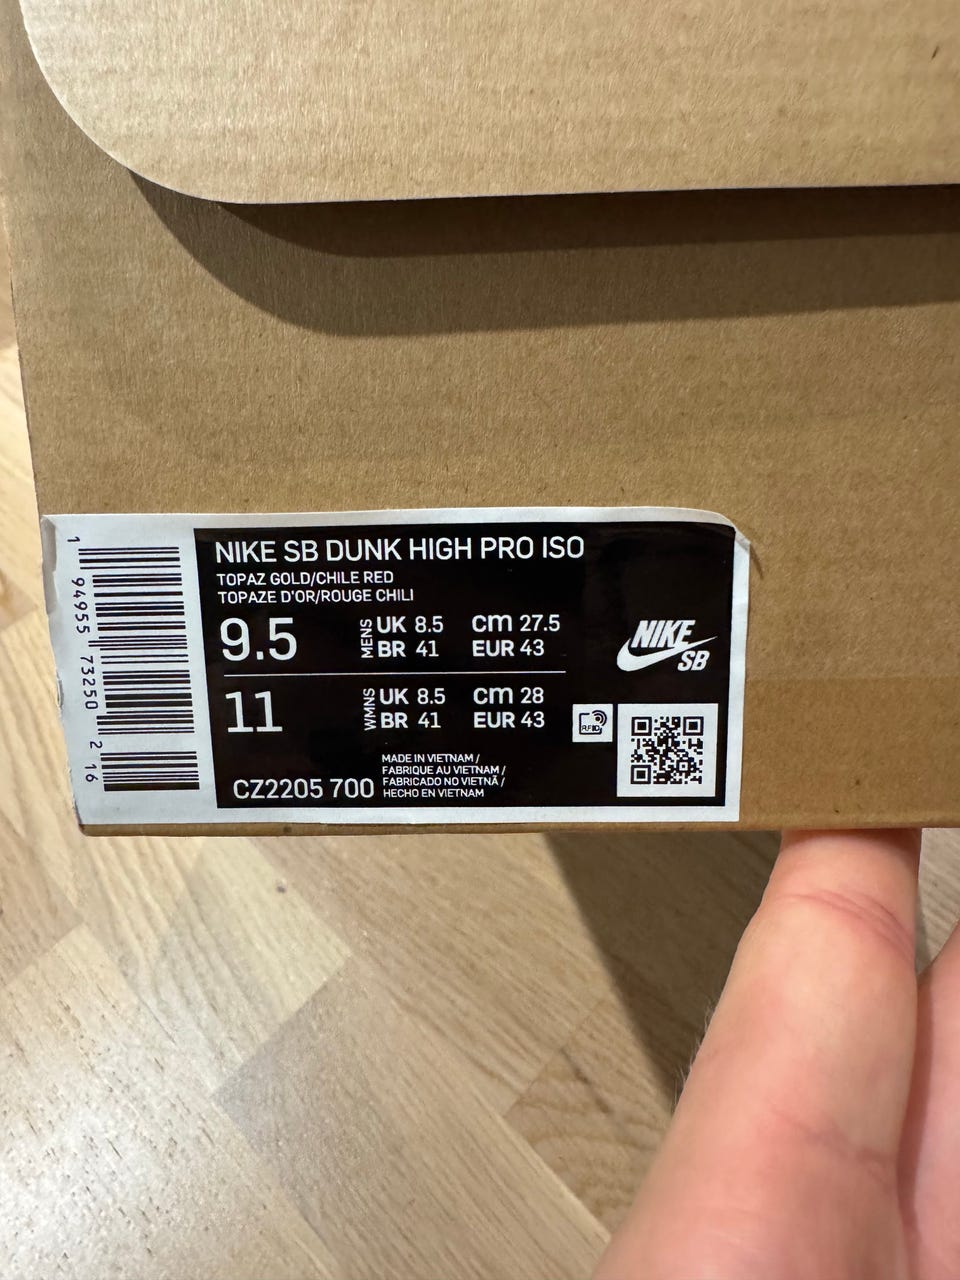 NIKE SB DUNK HIGH PRO ISO
TOPAZ GOLD/CHILE RED
TOPAZE D'OR/ROUGE CHILI
9.5 MENS UK 8.5 cm 27.5
BR 41 EUR 43
11 WMNS UK 8.5 cm 28
BR 41 EUR 43
CZ2205 700
MADE IN VIETNAM /
FABRIQUE AU VIETNAM /
FABRICADO NO VIETNÃ /
HECHO EN VIETNAM
NIKE
SB
RFID
1 94955 73250 2 16